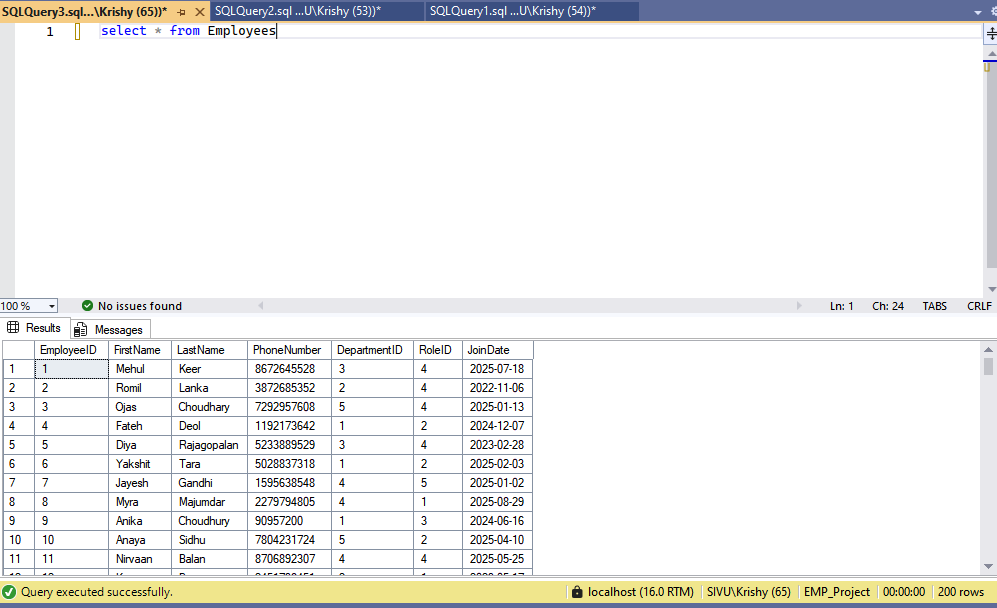 SQLQuery3.sql...\Krishy (65))* SQLQuery2.sql ...U\Krishy (53))* SQLQuery1.sql ...U\Krishy (54))*
1 select * from Employees
100 % No issues found Ln: 1 Ch: 24 TABS CRLF
Results Messages
EmployeeID FirstName LastName PhoneNumber DepartmentID RoleID JoinDate
1 1 Mehul Keer 8672645528 3 4 2025-07-18
2 2 Romil Lanka 3872685352 2 4 2022-11-06
3 3 Ojas Choudhary 7292957608 5 4 2025-01-13
4 4 Fateh Deol 1192173642 1 2 2024-12-07
5 5 Diya Rajagopalan 5233889529 3 4 2023-02-28
6 6 Yakshit Tara 5028837318 1 2 2025-02-03
7 7 Jayesh Gandhi 1595638548 4 5 2025-01-02
8 8 Myra Majumdar 2279794805 4 1 2025-08-29
9 9 Anika Choudhury 90957200 1 3 2024-06-16
10 10 Anaya Sidhu 7804231724 5 2 2025-04-10
11 11 Nirvaan Balan 8706892307 4 4 2025-05-25
Query executed successfully. localhost (16.0 RTM) SIVU\Krishy (65) EMP_Project 00:00:00 200 rows